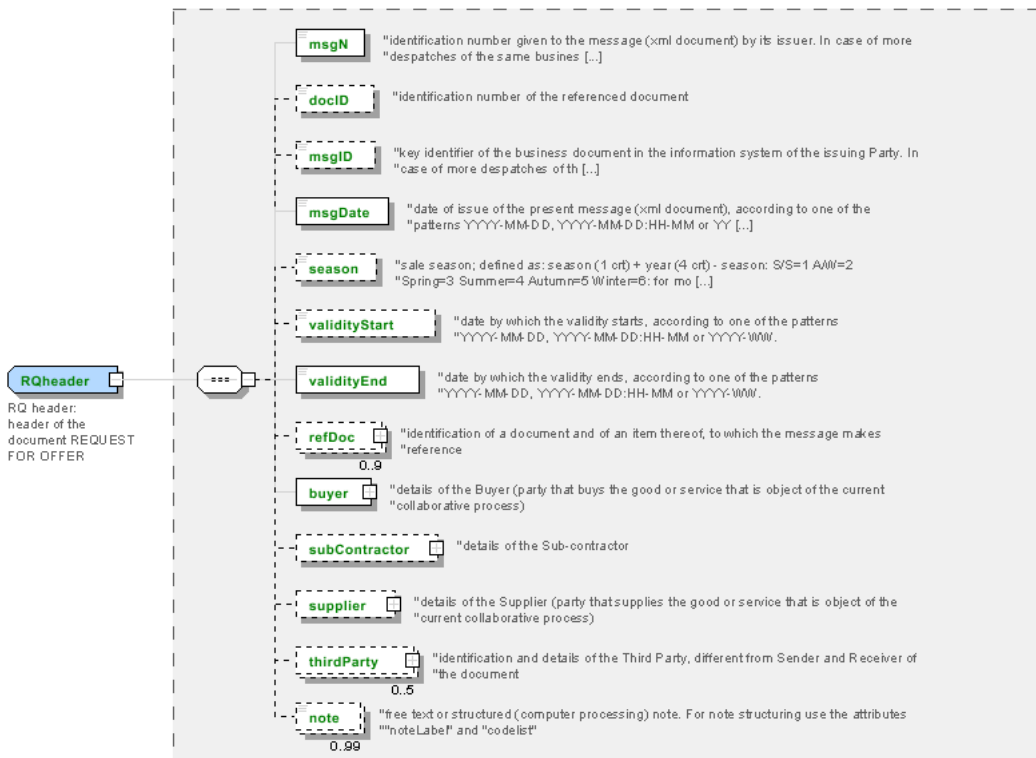 msgN
"identification number given to the message (xml document) by its issuer. In case of more
"despatches of the same busines [...]
docID
"identification number of the referenced document
msgID
"key identifier of the business document in the information system of the issuing Party. In
"case of more despatches of th [...]
msgDate
"date of issue of the present message (xml document), according to one of the
"patterns YYYY-MM-DD, YYYY-MM-DD:HH-MM or YY [...]
season
"sale season; defined as: season (1 crt) + year (4 crt) - season: S/S=1 A/W=2
"Spring=3 Summer=4 Autumn=5 Winter=6: for mo [...]
validityStart
"date by which the validity starts, according to one of the patterns
"YYYY-MM-DD, YYYY-MM-DD:HH-MM or YYYY-WW.
RQheader
RQ header:
header of the
document REQUEST
FOR OFFER
validityEnd
"date by which the validity ends, according to one of the patterns
"YYYY-MM-DD, YYYY-MM-DD:HH-MM or YYYY-WW.
refDoc
0..9
"identification of a document and of an item thereof, to which the message makes
"reference
buyer
"details of the Buyer (party that buys the good or service that is object of the current
"collaborative process)
subContractor
"details of the Sub-contractor
supplier
"details of the Supplier (party that supplies the good or service that is object of the
"current collaborative process)
thirdParty
0..5
"identification and details of the Third Party, different from Sender and Receiver of
"the document
note
0..99
"free text or structured (computer processing) note. For note structuring use the attributes
""noteLabel" and "codelist"